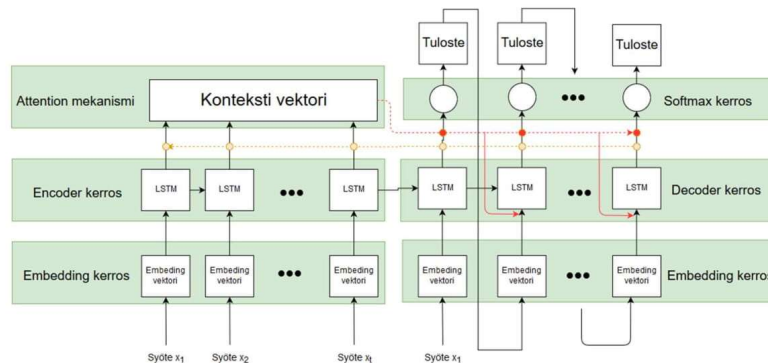 Tuloste
Tuloste
Tuloste
Attention mekanismi
Konteksti vektori
Softmax kerros
Encoder kerros
LSTM
LSTM
LSTM
LSTM
LSTM
LSTM
Decoder kerros
Embedding kerros
Embeding
vektori
Embeding
vektori
Embeding
vektori
Embeding
vektori
Embeding
vektori
Embeding
vektori
Embedding kerros
Syöte x₁
Syöte x₂
Syöte xₜ
Syöte x₁